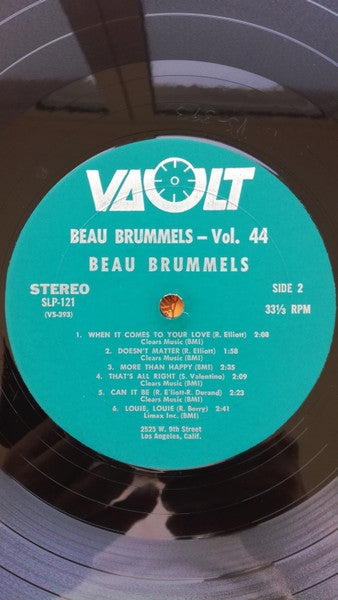 VAULT
BEAU BRUMMELS – Vol. 44
BEAU BRUMMELS
STEREO
SLP-121
(VS-393)
SIDE 2
33⅓ RPM
1. WHEN IT COMES TO YOUR LOVE (R. Elliott) 2:08
Clears Music (BMI)
2. DOESN'T MATTER (R. Elliott) 1:58
Clears Music (BMI)
3. MORE THAN HAPPY (BMI) 2:35
4. THAT'S ALL RIGHT (S. Valentino) 2:09
Clears Music (BMI)
5. CAN IT BE (R. E'liott-R. Durand) 2:23
Clears Music (BMI)
6. LOUIE, LOUIE (R. Berry) 2:41
Limax Inc. (BMI)
2525 W. 9th Street
Los Angeles, Calif.